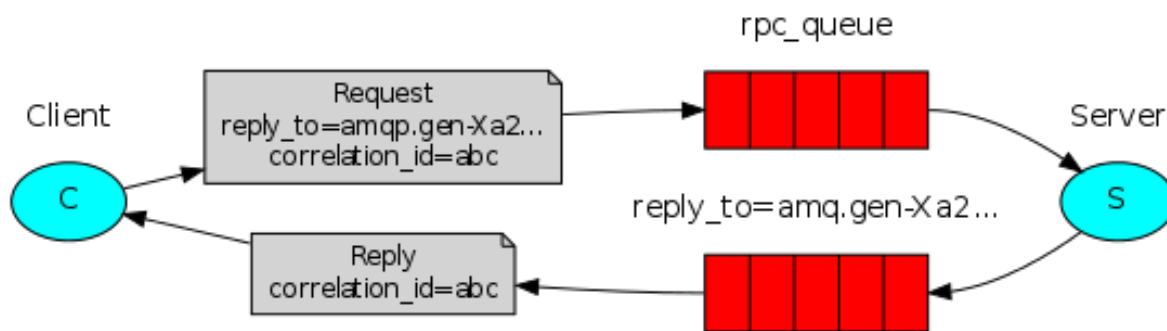 rpc_queue
Client
Request
reply_to=amqp.gen-Xa2...
correlation_id=abc
Server
C
S
reply_to=amq.gen-Xa2...
Reply
correlation_id=abc